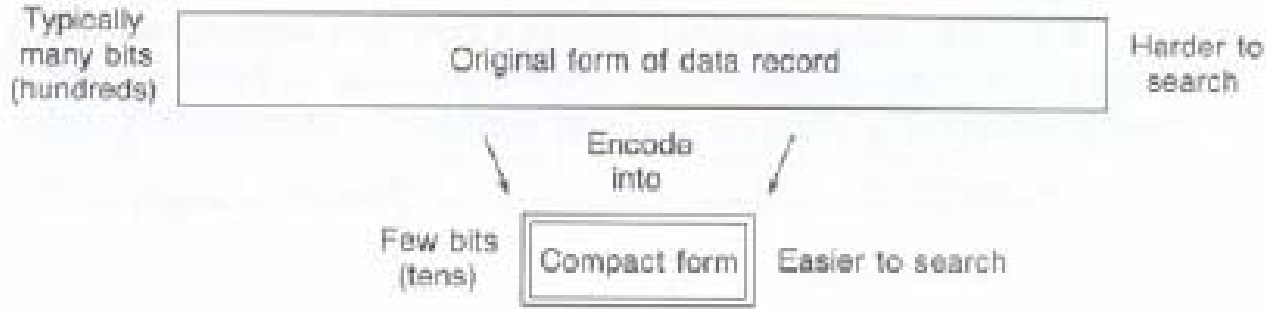 Typically
many bits
(hundreds)
Original form of data record
Harder to
search
Encode
into
Few bits
(tens)
Compact form
Easier to search